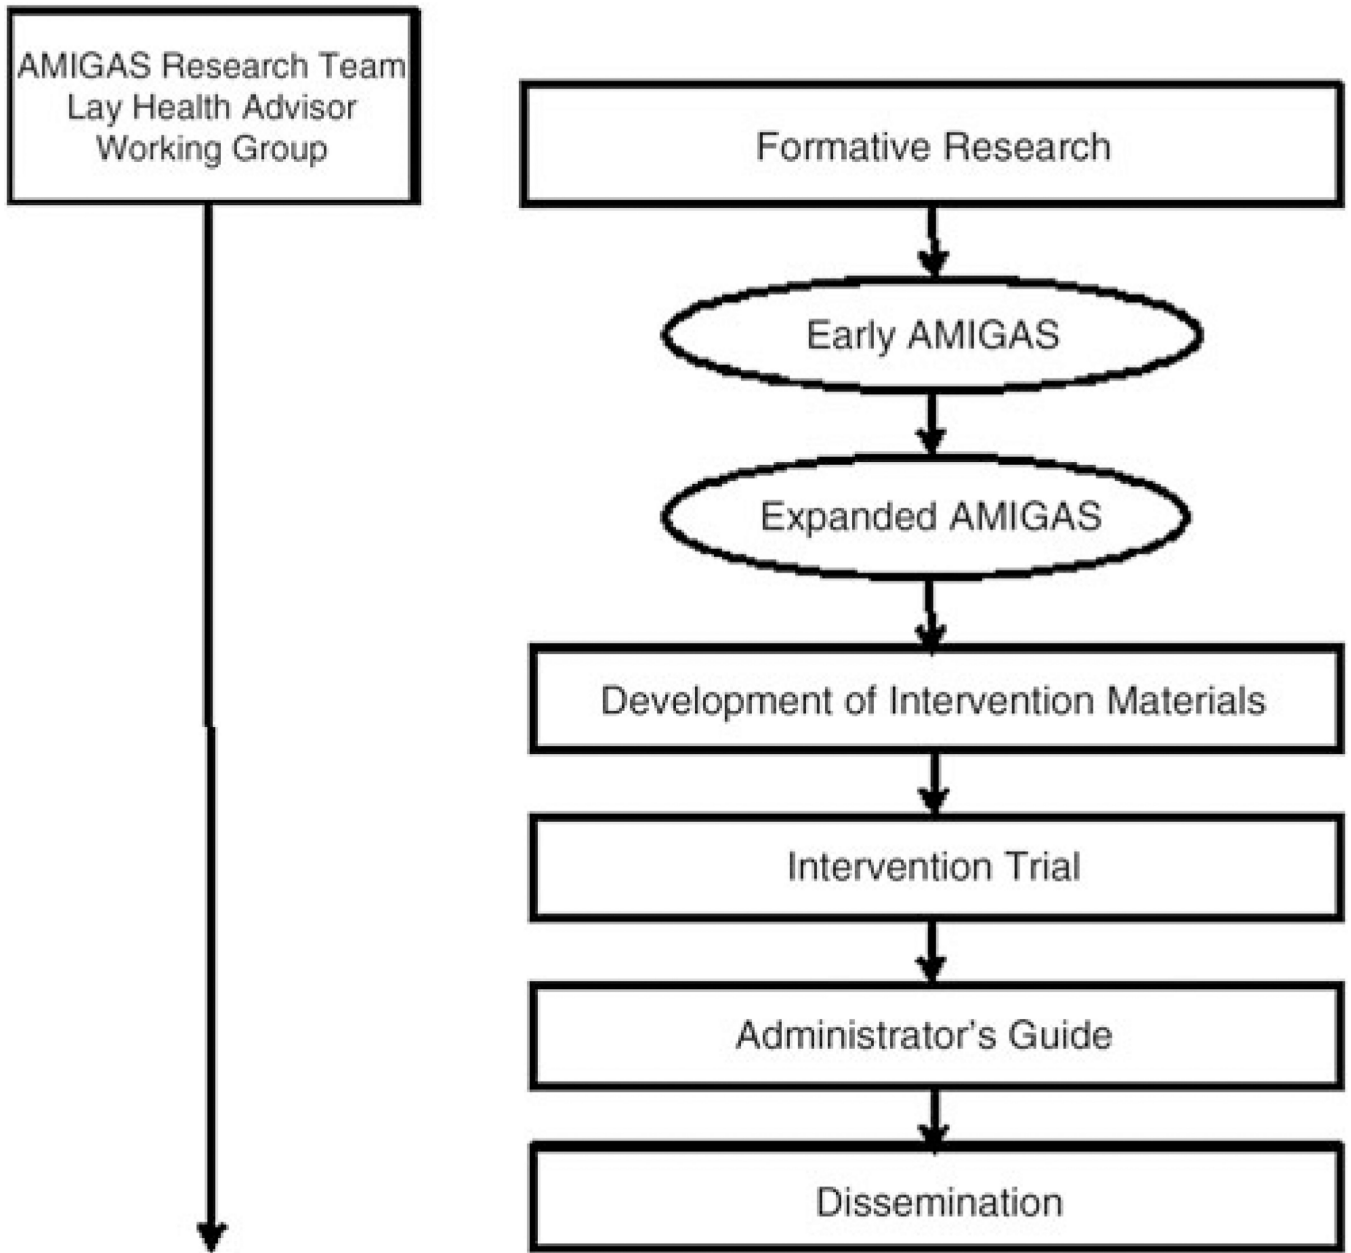 AMIGAS Research Team
Lay Health Advisor
Working Group
Formative Research
Early AMIGAS
Expanded AMIGAS
Development of Intervention Materials
Intervention Trial
Administrator’s Guide
Dissemination